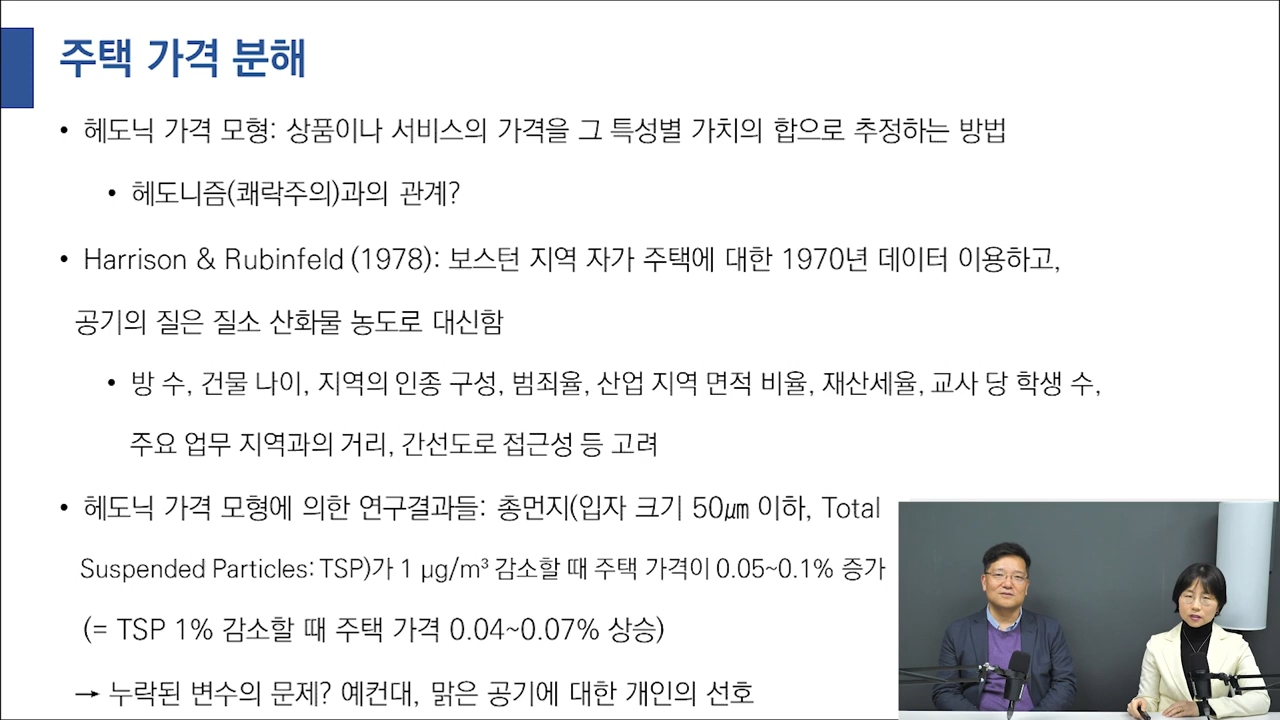 주택 가격 분해
• 헤도닉 가격 모형: 상품이나 서비스의 가격을 그 특성별 가치의 합으로 추정하는 방법
• 헤도니즘(쾌락주의)과의 관계?
• Harrison & Rubinfeld (1978): 보스턴 지역 자가 주택에 대한 1970년 데이터 이용하고,
공기의 질은 질소 산화물 농도로 대신함
• 방 수, 건물 나이, 지역의 인종 구성, 범죄율, 산업 지역 면적 비율, 재산세율, 교사 당 학생 수,
주요 업무 지역과의 거리, 간선도로 접근성 등 고려
• 헤도닉 가격 모형에 의한 연구결과들: 총먼지(입자 크기 50㎛ 이하, Total
Suspended Particles: TSP)가 1 μg/m³ 감소할 때 주택 가격이 0.05~0.1% 증가
(= TSP 1% 감소할 때 주택 가격 0.04~0.07% 상승)
→ 누락된 변수의 문제? 예컨대, 맑은 공기에 대한 개인의 선호